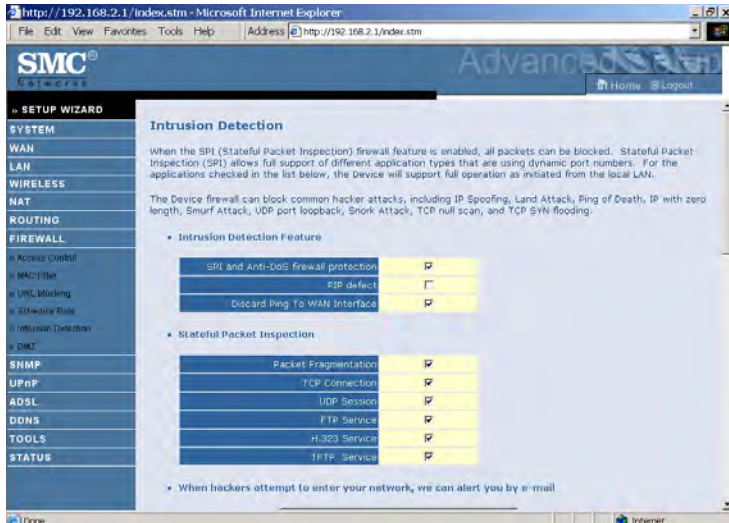 http://192.168.2.1/index.stm - Microsoft Internet Explorer
File Edit View Favorites Tools Help Address http://192.168.2.1/index.stm
SMC®
Networks
Advanced Setup
Home Logout
» SETUP WIZARD
SYSTEM
WAN
LAN
WIRELESS
NAT
ROUTING
FIREWALL
» Access Control
» MAC Filter
» URL Blocking
» Schedule Rule
» Intrusion Detection
» DMZ
SNMP
UPnP
ADSL
DDNS
TOOLS
STATUS
Intrusion Detection
When the SPI (Stateful Packet Inspection) firewall feature is enabled, all packets can be blocked. Stateful Packet
Inspection (SPI) allows full support of different application types that are using dynamic port numbers. For the
applications checked in the list below, the Device will support full operation as initiated from the local LAN.
The Device firewall can block common hacker attacks, including IP Spoofing, Land Attack, Ping of Death, IP with zero
length, Smurf Attack, UDP port loopback, Snork Attack, TCP null scan, and TCP SYN flooding.
• Intrusion Detection Feature
SPI and Anti-DoS firewall protection
RIP defect
Discard Ping To WAN Interface
• Stateful Packet Inspection
Packet Fragmentation
TCP Connection
UDP Session
FTP Service
H.323 Service
TFTP Service
• When hackers attempt to enter your network, we can alert you by e-mail
Done
Internet